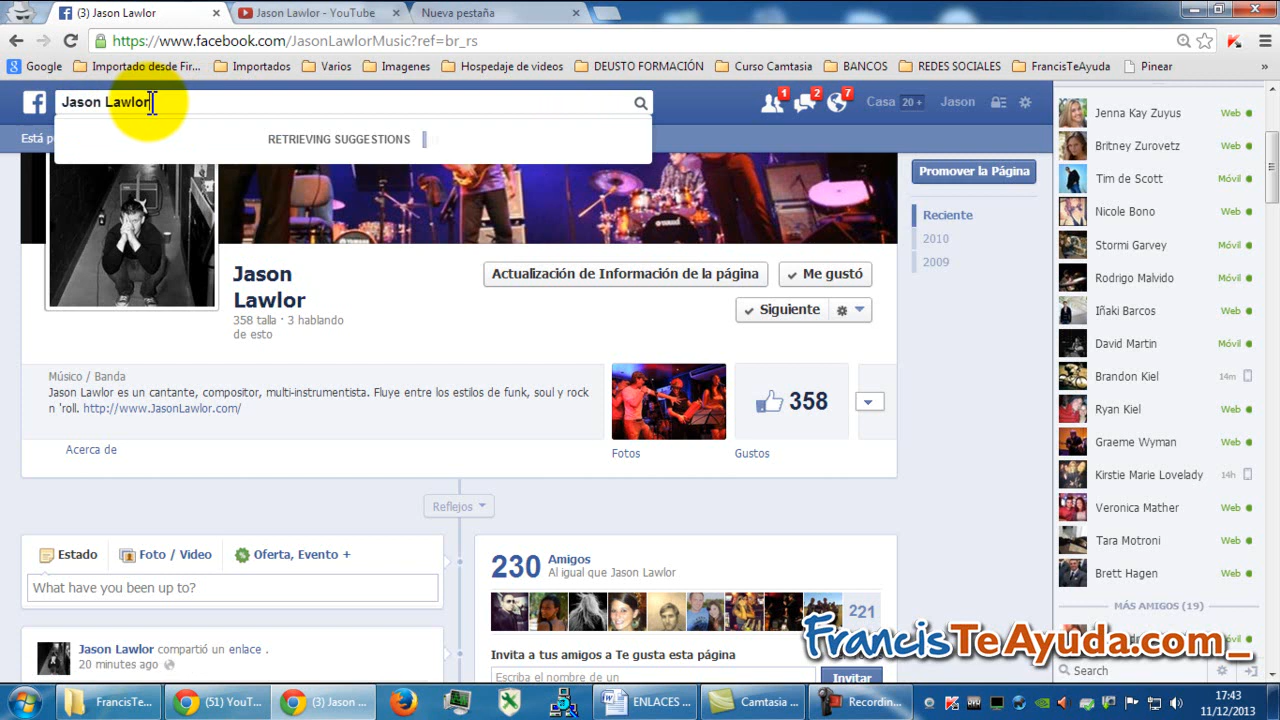 (3) Jason Lawlor
Jason Lawlor - YouTube
Nueva pestaña
https://www.facebook.com/JasonLawlorMusic?ref=br_rs
Google
Importado desde Fir...
Importados
Varios
Imagenes
Hospedaje de videos
DEUSTO FORMACIÓN
Curso Camtasia
BANCOS
REDES SOCIALES
FrancisTeAyuda
Pinear
Jason Lawlor
1
2
7
Casa 20+
Jason
Está p
RETRIEVING SUGGESTIONS
Promover la Página
Reciente
2010
2009
Jason
Lawlor
358 talla · 3 hablando
de esto
Actualización de Información de la página
Me gustó
Siguiente
Músico / Banda
Jason Lawlor es un cantante, compositor, multi-instrumentista. Fluye entre los estilos de funk, soul y rock
n 'roll. http://www.JasonLawlor.com/
Acerca de
Fotos
358
Gustos
Reflejos
Estado
Foto / Video
Oferta, Evento +
What have you been up to?
Jason Lawlor compartió un enlace .
20 minutes ago
230 Amigos
Al igual que Jason Lawlor
221
Invita a tus amigos a Te gusta esta página
Escriba el nombre de un
Invitar
Jenna Kay Zuyus Web
Britney Zurovetz Web
Tim de Scott Móvil
Nicole Bono Web
Stormi Garvey Móvil
Rodrigo Malvido Móvil
Iñaki Barcos Web
David Martin Móvil
Brandon Kiel 14m
Ryan Kiel Web
Graeme Wyman Web
Kirstie Marie Lovelady 14h
Veronica Mather Web
Tara Motroni Web
Brett Hagen Web
MÁS AMIGOS (19)
Móvil
Search
FrancisTeAyuda.com_
FrancisTe...
(51) YouT...
(3) Jason ...
ENLACES ...
Camtasia ...
Recordin...
17:43
11/12/2013